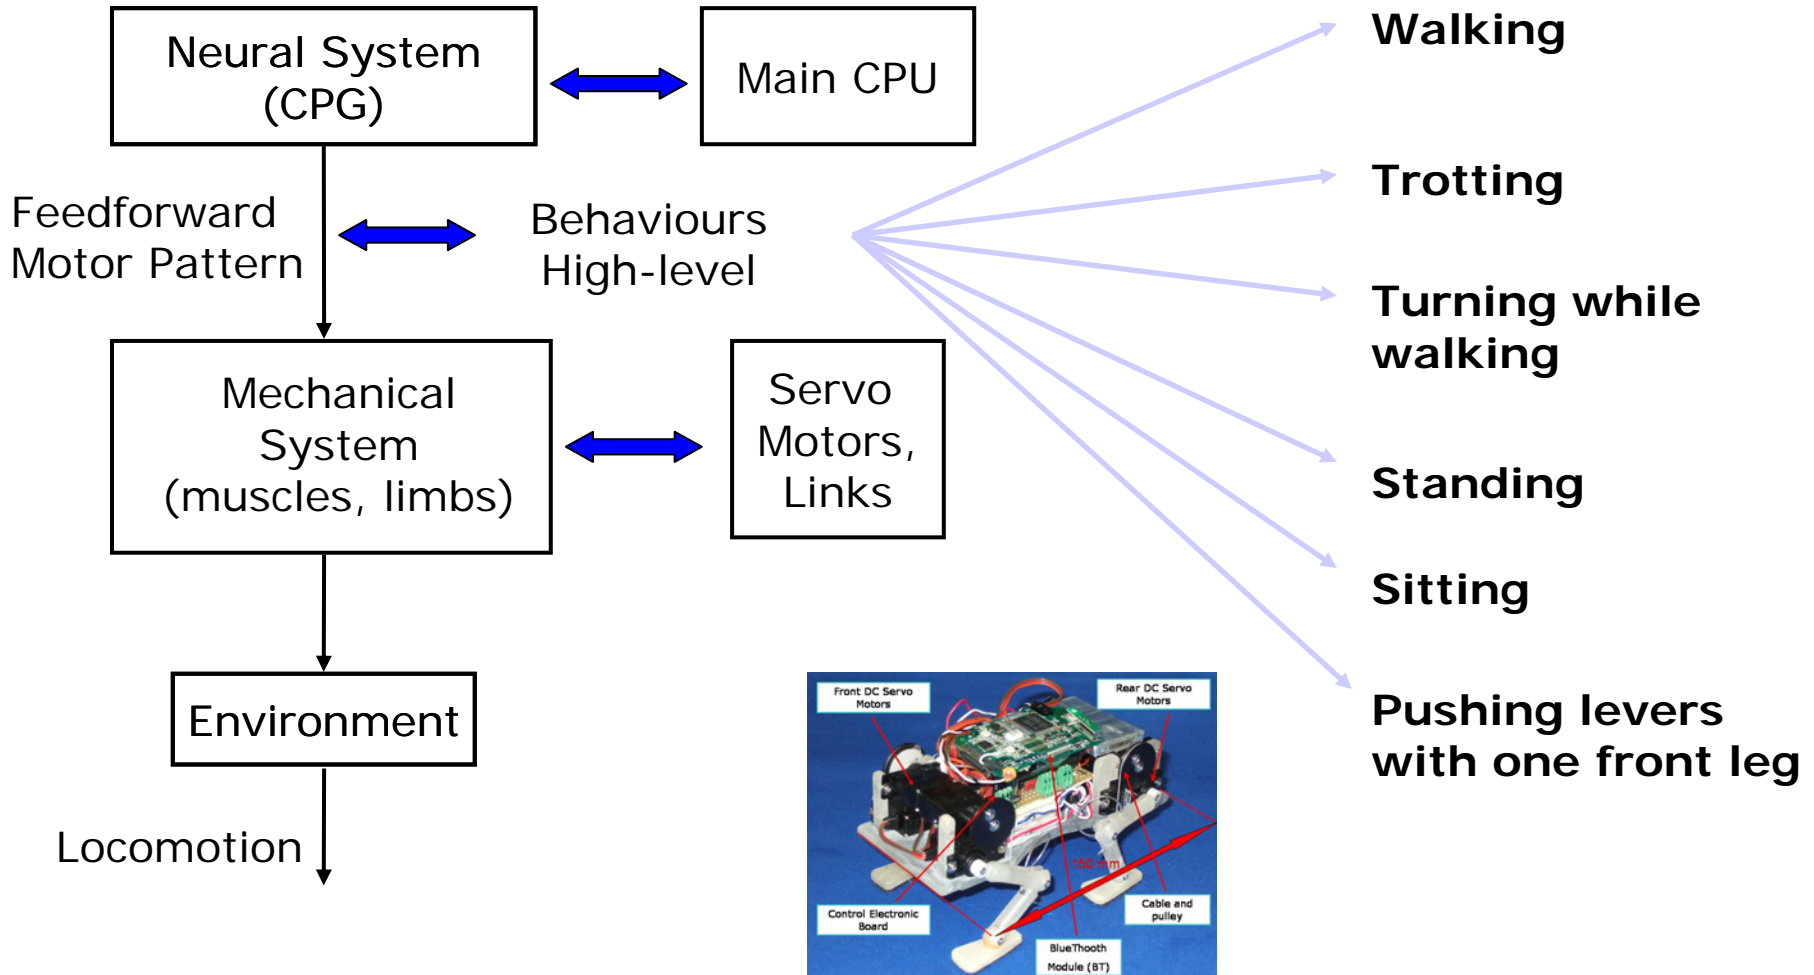 Neural System
(CPG)
Main CPU
Feedforward
Motor Pattern
Behaviours
High-level
Mechanical
System
(muscles, limbs)
Servo
Motors,
Links
Environment
Locomotion
Walking
Trotting
Turning while
walking
Standing
Sitting
Pushing levers
with one front leg
Front DC Servo
Motors
Rear DC Servo
Motors
150 mm
Control Electronic
Board
Cable and
pulley
BlueThooth
Module (BT)